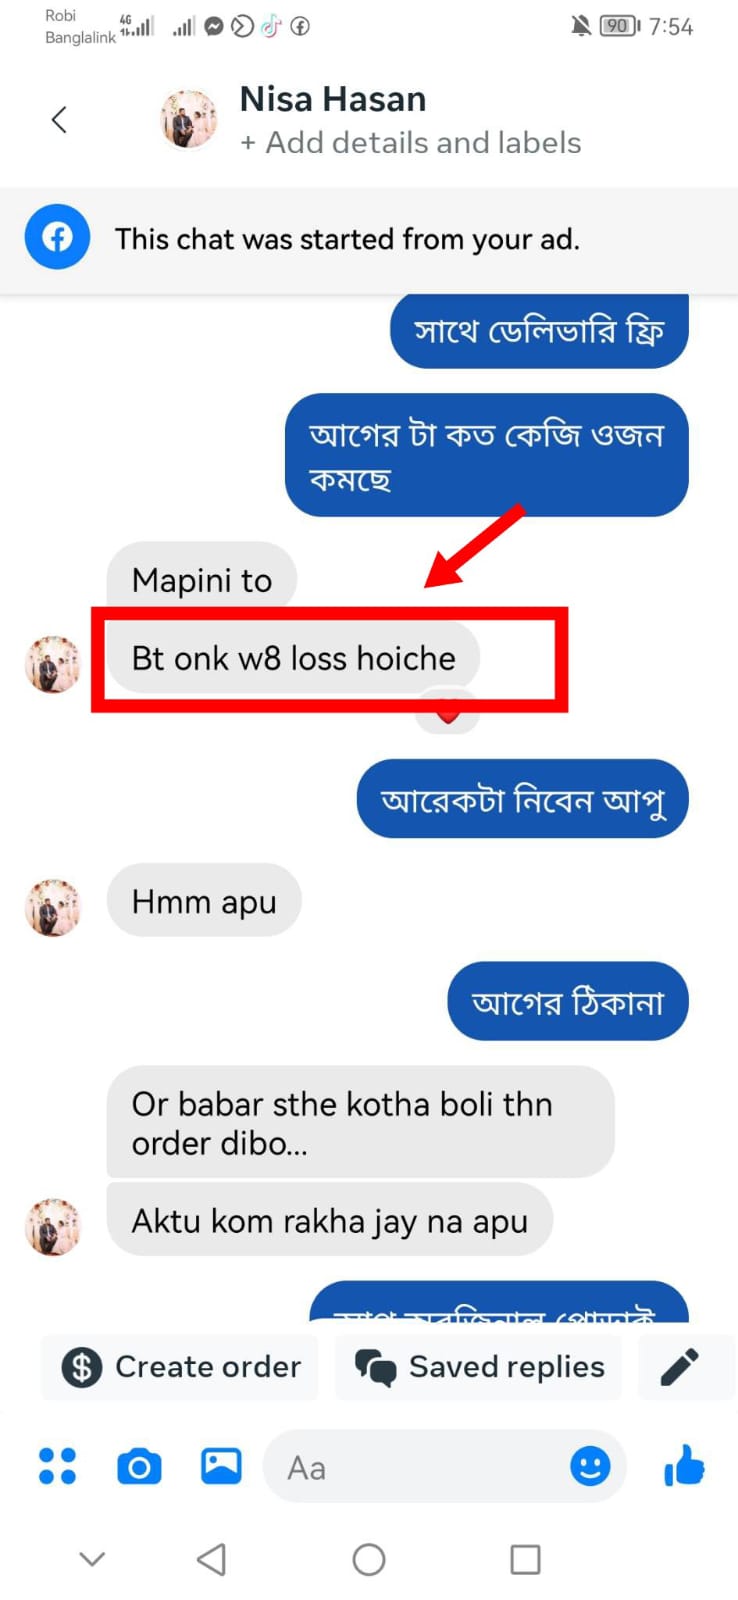 Robi
Banglalink
4G
90
7:54
Nisa Hasan
+ Add details and labels
This chat was started from your ad.
সাথে ডেলিভারি ফ্রি
আগের টা কত কেজি ওজন
কমছে
Mapini to
Bt onk w8 loss hoiche
আরেকটা নিবেন আপু
Hmm apu
আগের ঠিকানা
Or babar sthe kotha boli thn
order dibo...
Aktu kom rakha jay na apu
Create order
Saved replies
Aa